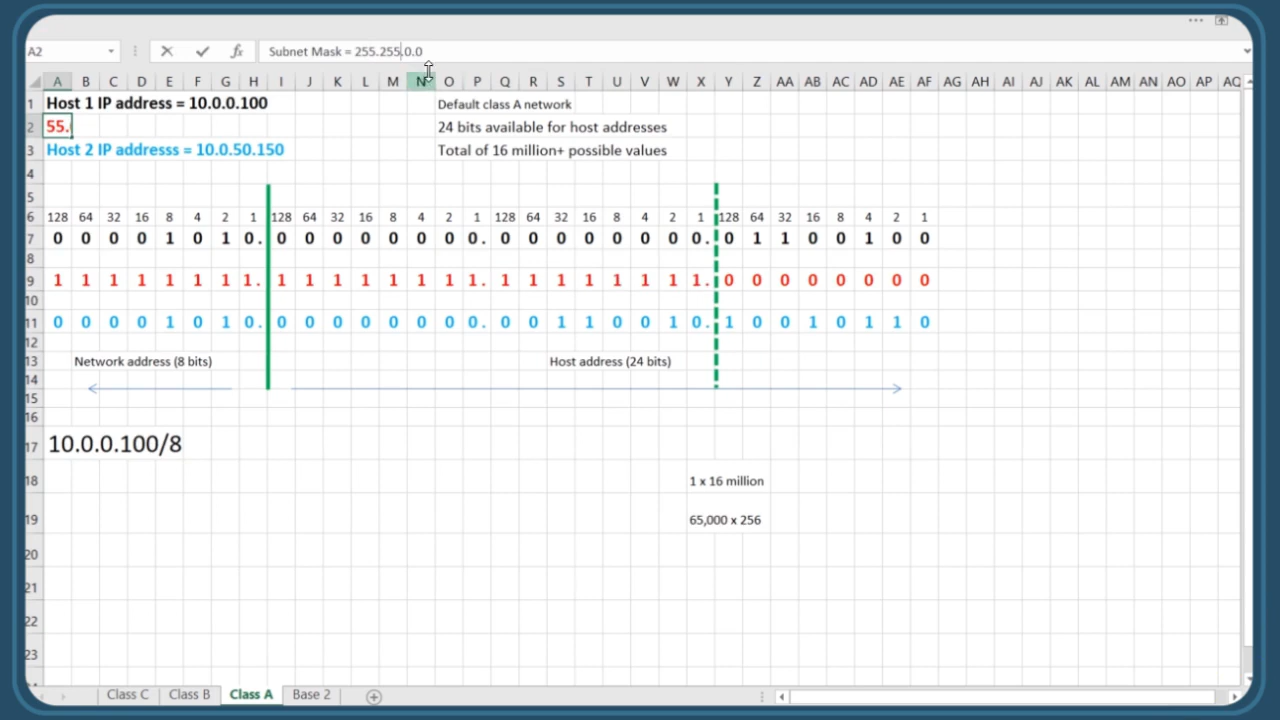 A2 Subnet Mask = 255.255.0.0
A B C D E F G H I J K L M N O P Q R S T U V W X Y Z AA AB AC AD AE AF AG AH AI AJ AK AL AM AN AO AP AQ
1 Host 1 IP address = 10.0.0.100 Default class A network
2 55. 24 bits available for host addresses
3 Host 2 IP addresss = 10.0.50.150 Total of 16 million+ possible values
4
5
6 128 64 32 16 8 4 2 1 128 64 32 16 8 4 2 1 128 64 32 16 8 4 2 1 128 64 32 16 8 4 2 1
7 0 0 0 0 1 0 1 0. 0 0 0 0 0 0 0 0. 0 0 0 0 0 0 0 0. 0 1 1 0 0 1 0 0
8
9 1 1 1 1 1 1 1 1. 1 1 1 1 1 1 1 1. 1 1 1 1 1 1 1 1. 0 0 0 0 0 0 0 0
10
11 0 0 0 0 1 0 1 0. 0 0 0 0 0 0 0 0. 0 0 1 1 0 0 1 0. 1 0 0 1 0 1 1 0
12
13 Network address (8 bits) Host address (24 bits)
14
15
16
17 10.0.0.100/8
18 1 x 16 million
19 65,000 x 256
20
21
22
23
Class C Class B Class A Base 2